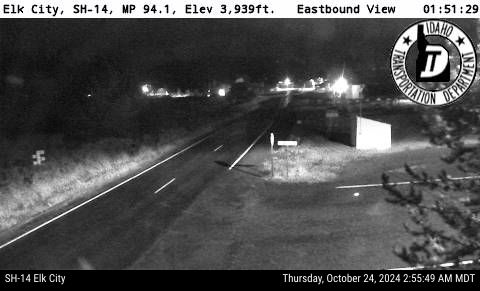 Elk City, SH-14, MP 94.1, Elev 3,939ft. Eastbound View 01:51:29
IDAHO
TRANSPORTATION DEPARTMENT
SH-14 Elk City Thursday, October 24, 2024 2:55:49 AM MDT